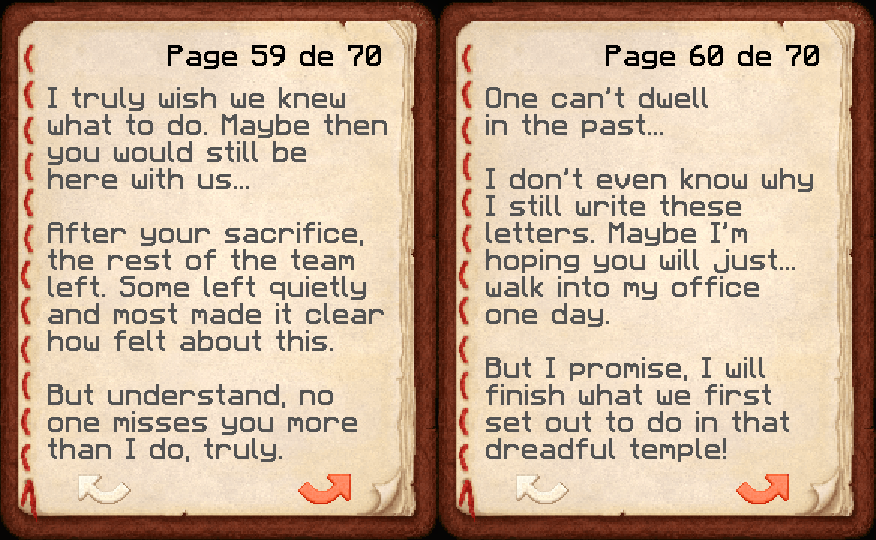 Page 59 de 70
I truly wish we knew
what to do. Maybe then
you would still be
here with us...
After your sacrifice,
the rest of the team
left. Some left quietly
and most made it clear
how felt about this.
But understand, no
one misses you more
than I do, truly.
Page 60 de 70
One can't dwell
in the past...
I don't even know why
I still write these
letters. Maybe I'm
hoping you will just...
walk into my office
one day.
But I promise, I will
finish what we first
set out to do in that
dreadful temple!